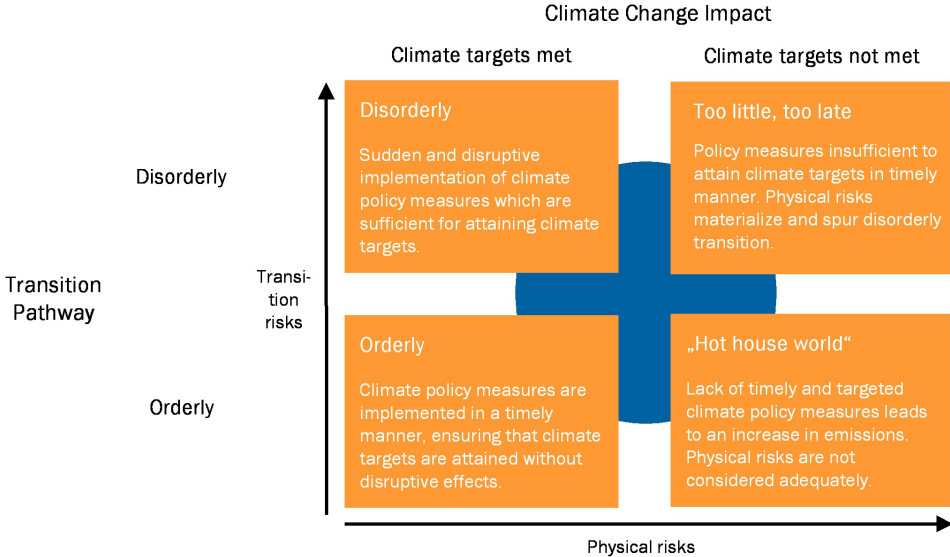 Climate Change Impact
Climate targets met
Climate targets not met
Disorderly
Transition
Pathway
Orderly
Transi-
tion
risks
Disorderly
Sudden and disruptive
implementation of climate
policy measures which are
sufficient for attaining climate
targets.
Too little, too late
Policy measures insufficient to
attain climate targets in timely
manner. Physical risks
materialize and spur disorderly
transition.
Orderly
Climate policy measures are
implemented in a timely
manner, ensuring that climate
targets are attained without
disruptive effects.
„Hot house world“
Lack of timely and targeted
climate policy measures leads
to an increase in emissions.
Physical risks are not
considered adequately.
Physical risks